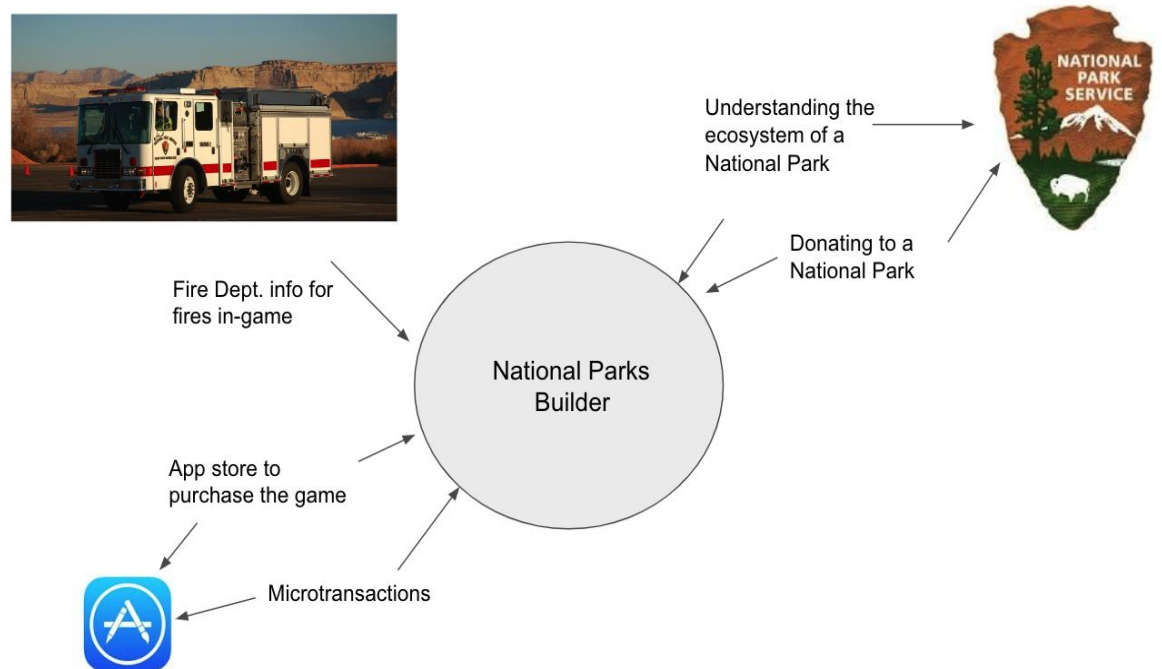 NATIONAL
PARK
SERVICE
Understanding the
ecosystem of a
National Park
Donating to a
National Park
Fire Dept. info for
fires in-game
National Parks
Builder
App store to
purchase the game
Microtransactions